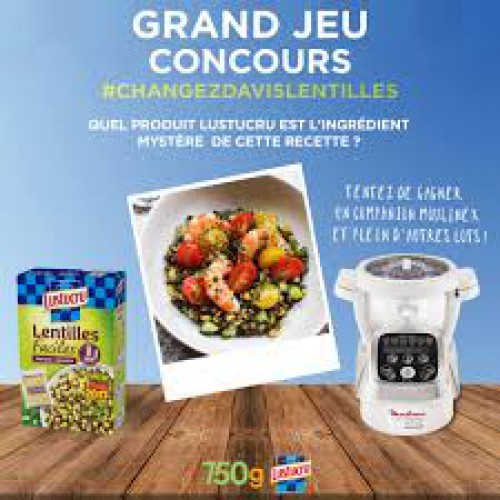 GRAND JEU
CONCOURS
#CHANGEZDAVISLENTILLES
QUEL PRODUIT LUSTUCRU EST L'INGRÉDIENT
MYSTÈRE DE CETTE RECETTE ?
TENTEZ DE GAGNER
UN COMPANION MOULINEX
ET PLEIN D'AUTRES LOTS !
LUSTUCRU
Lentilles
Faciles
Moulinex
750g LUSTUCRU